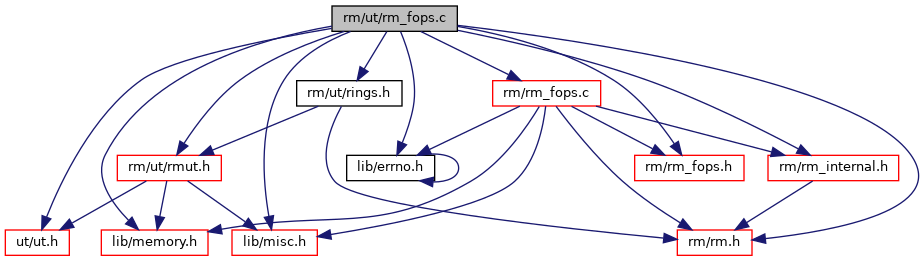 rm/ut/rm_fops.c
rm/ut/rings.h
rm/rm_fops.c
rm/ut/rmut.h
lib/errno.h
rm/rm_fops.h
rm/rm_internal.h
ut/ut.h
lib/memory.h
lib/misc.h
rm/rm.h